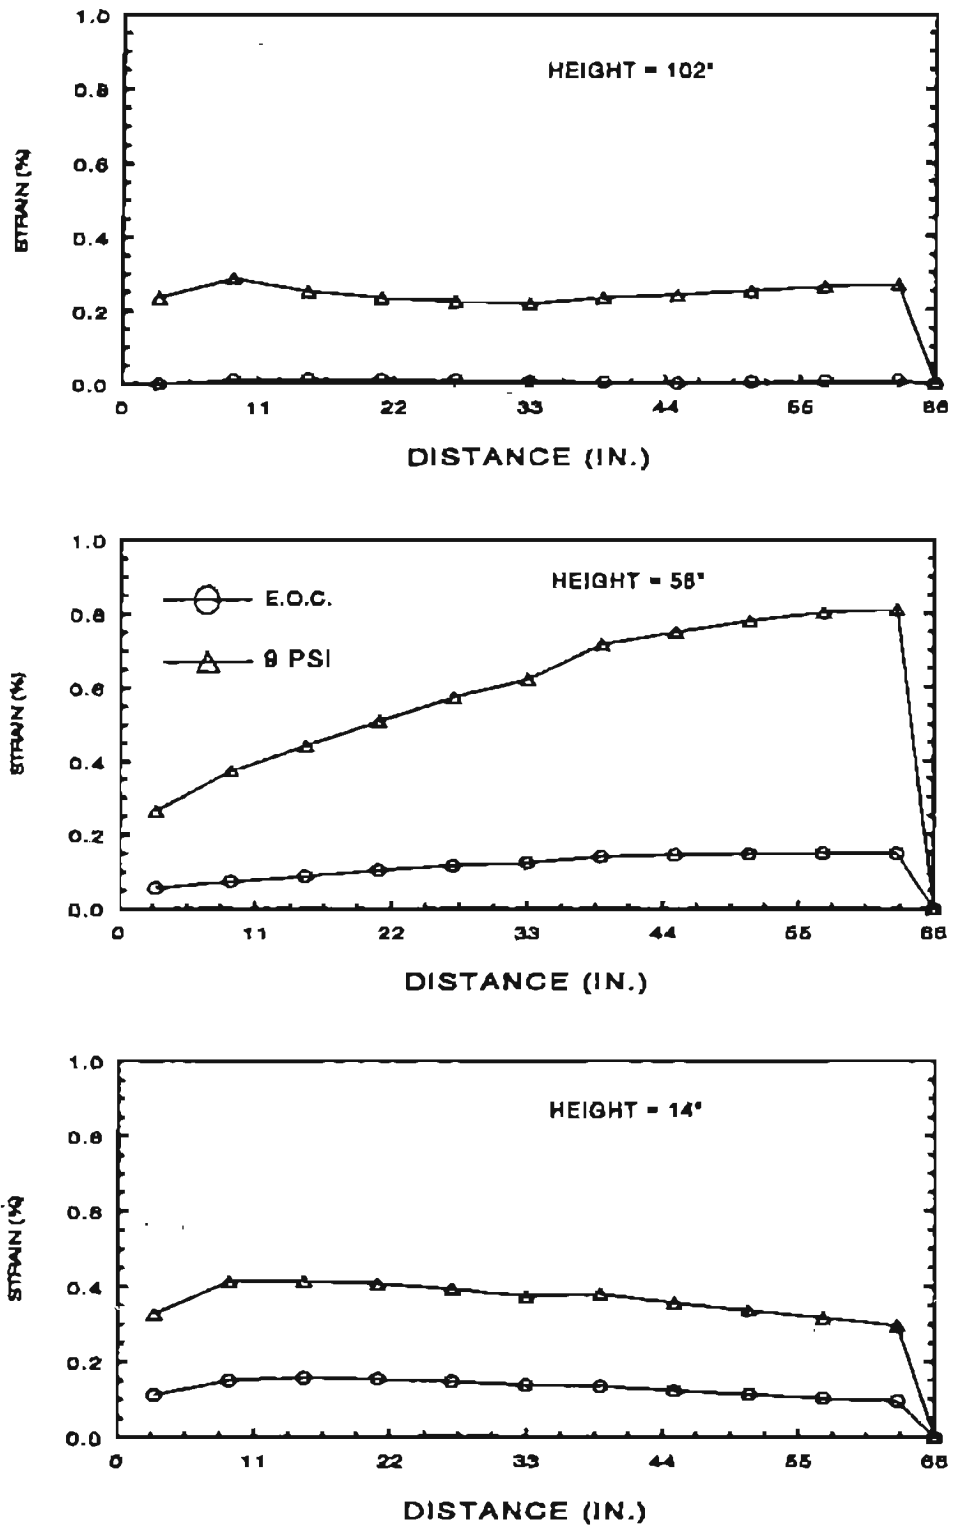 1.0
HEIGHT = 102"
0.8
0.6
0.4
0.2
0.0
STRAIN (%)
0 11 22 33 44 55 66
DISTANCE (IN.)
1.0
HEIGHT = 58"
E.O.C.
0.8
9 PSI
0.6
0.4
0.2
0.0
STRAIN (%)
0 11 22 33 44 55 66
DISTANCE (IN.)
1.0
HEIGHT = 14"
0.8
0.6
0.4
0.2
0.0
STRAIN (%)
0 11 22 33 44 55 66
DISTANCE (IN.)